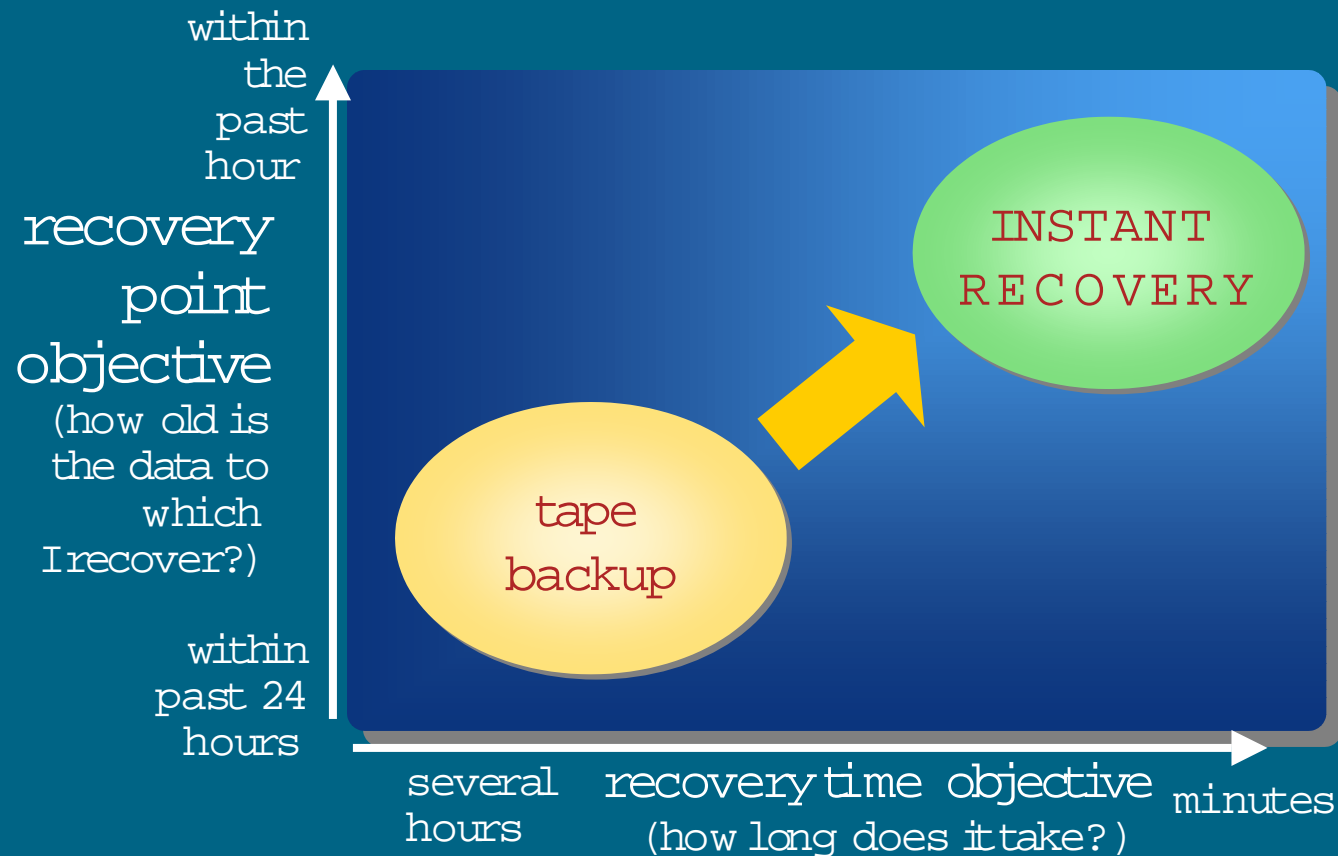 within
the
past
hour
recovery
point
objective
(how old is
the data to
which
I recover?)
within
past 24
hours
INSTANT
RECOVERY
tape
backup
several
hours
recovery time objective
(how long does it take?)
minutes